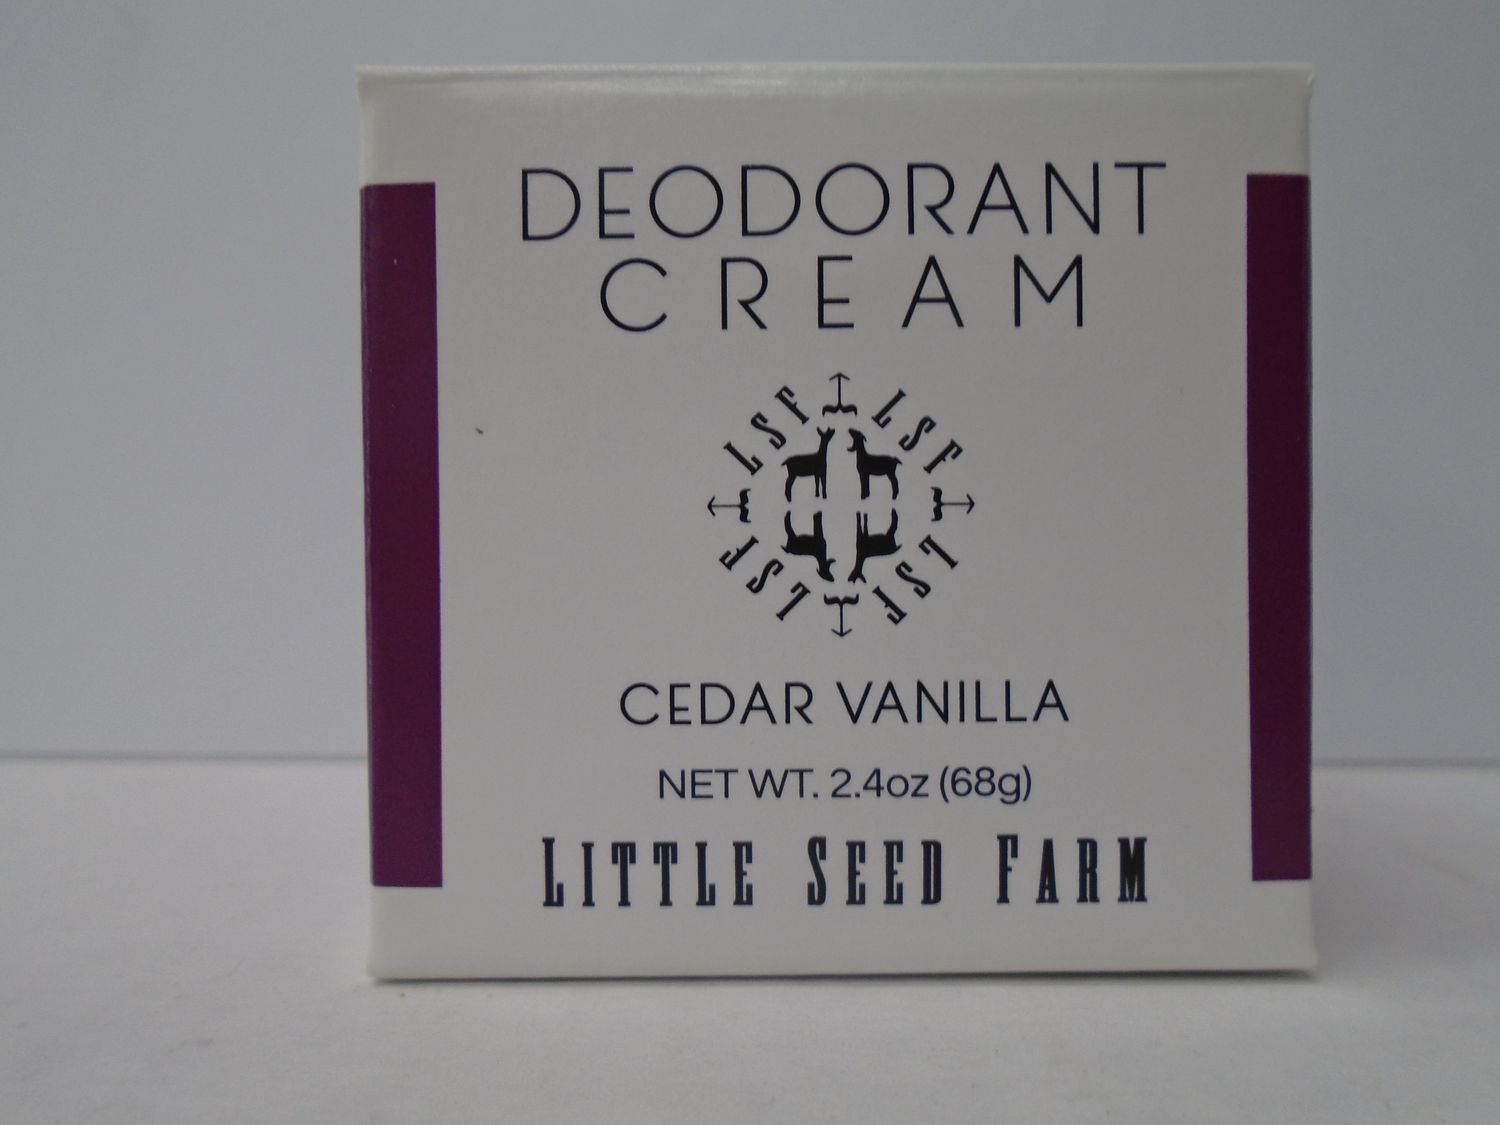 DEODORANT
CREAM
LSF LSF
LSF LSF
CEDAR VANILLA
NET WT. 2.4oz (68g)
LITTLE SEED FARM